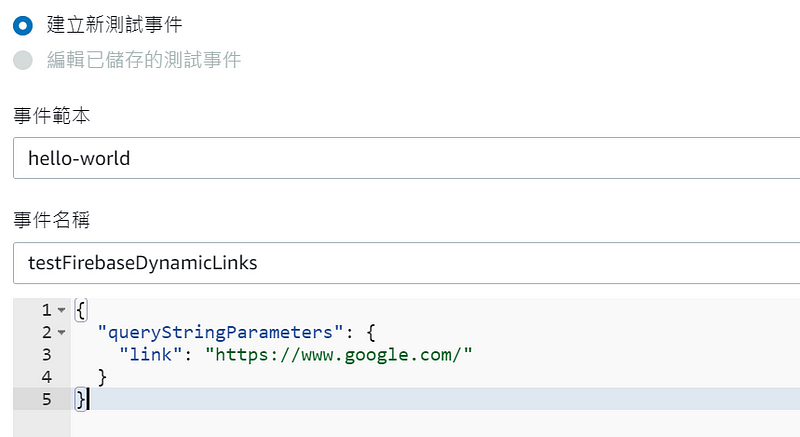 建立新測試事件
編輯已儲存的測試事件
事件範本
hello-world
事件名稱
testFirebaseDynamicLinks
1 {
2 "queryStringParameters": {
3 "link": "https://www.google.com/"
4 }
5 }